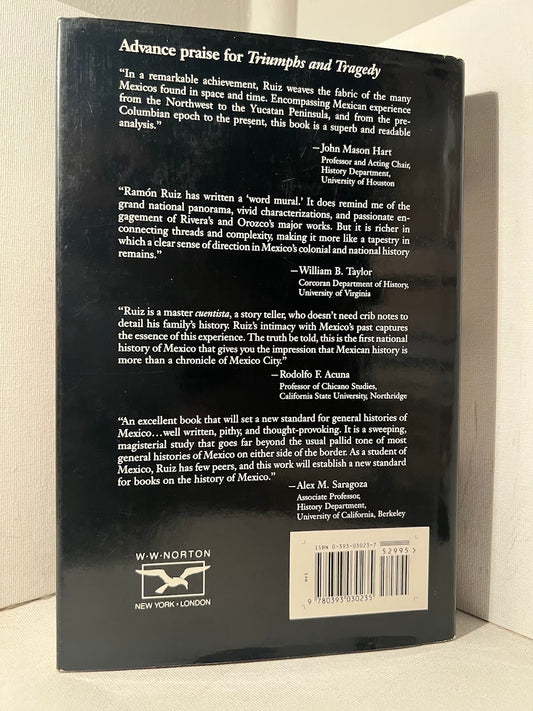 Advance praise for Triumphs and Tragedy
“In a remarkable achievement, Ruiz weaves the fabric of the many
Mexicos found in space and time. Encompassing Mexican experience
from the Northwest to the Yucatan Peninsula, and from the pre-
Columbian epoch to the present, this book is a superb and readable
analysis.”
—John Mason Hart
Professor and Acting Chair,
History Department,
University of Houston
“Ramón Ruiz has written a ‘word mural.’ It does remind me of the
grand national panorama, vivid characterizations, and passionate en-
gagement of Rivera’s and Orozco’s major works. But it is richer in
connecting threads and complexity, making it more like a tapestry in
which a clear sense of direction in Mexico’s colonial and national history
remains.”
—William B. Taylor
Corcoran Department of History,
University of Virginia
“Ruiz is a master cuentista, a story teller, who doesn’t need crib notes to
detail his family’s history. Ruiz’s intimacy with Mexico’s past captures
the essence of this experience. The truth be told, this is the first national
history of Mexico that gives you the impression that Mexican history is
more than a chronicle of Mexico City.”
—Rodolfo F. Acuna
Professor of Chicano Studies,
California State University, Northridge
“An excellent book that will set a new standard for general histories of
Mexico…well written, pithy, and thought-provoking. It is a sweeping,
magisterial study that goes far beyond the usual pallid tone of most
general histories of Mexico on either side of the border. As a student of
Mexico, Ruiz has few peers, and this work will establish a new standard
for books on the history of Mexico.”
—Alex M. Saragoza
Associate Professor,
History Department,
University of California, Berkeley
W·W·NORTON
NEW YORK · LONDON
ISBN 0-393-03023-7
52995>
9 780393 030235